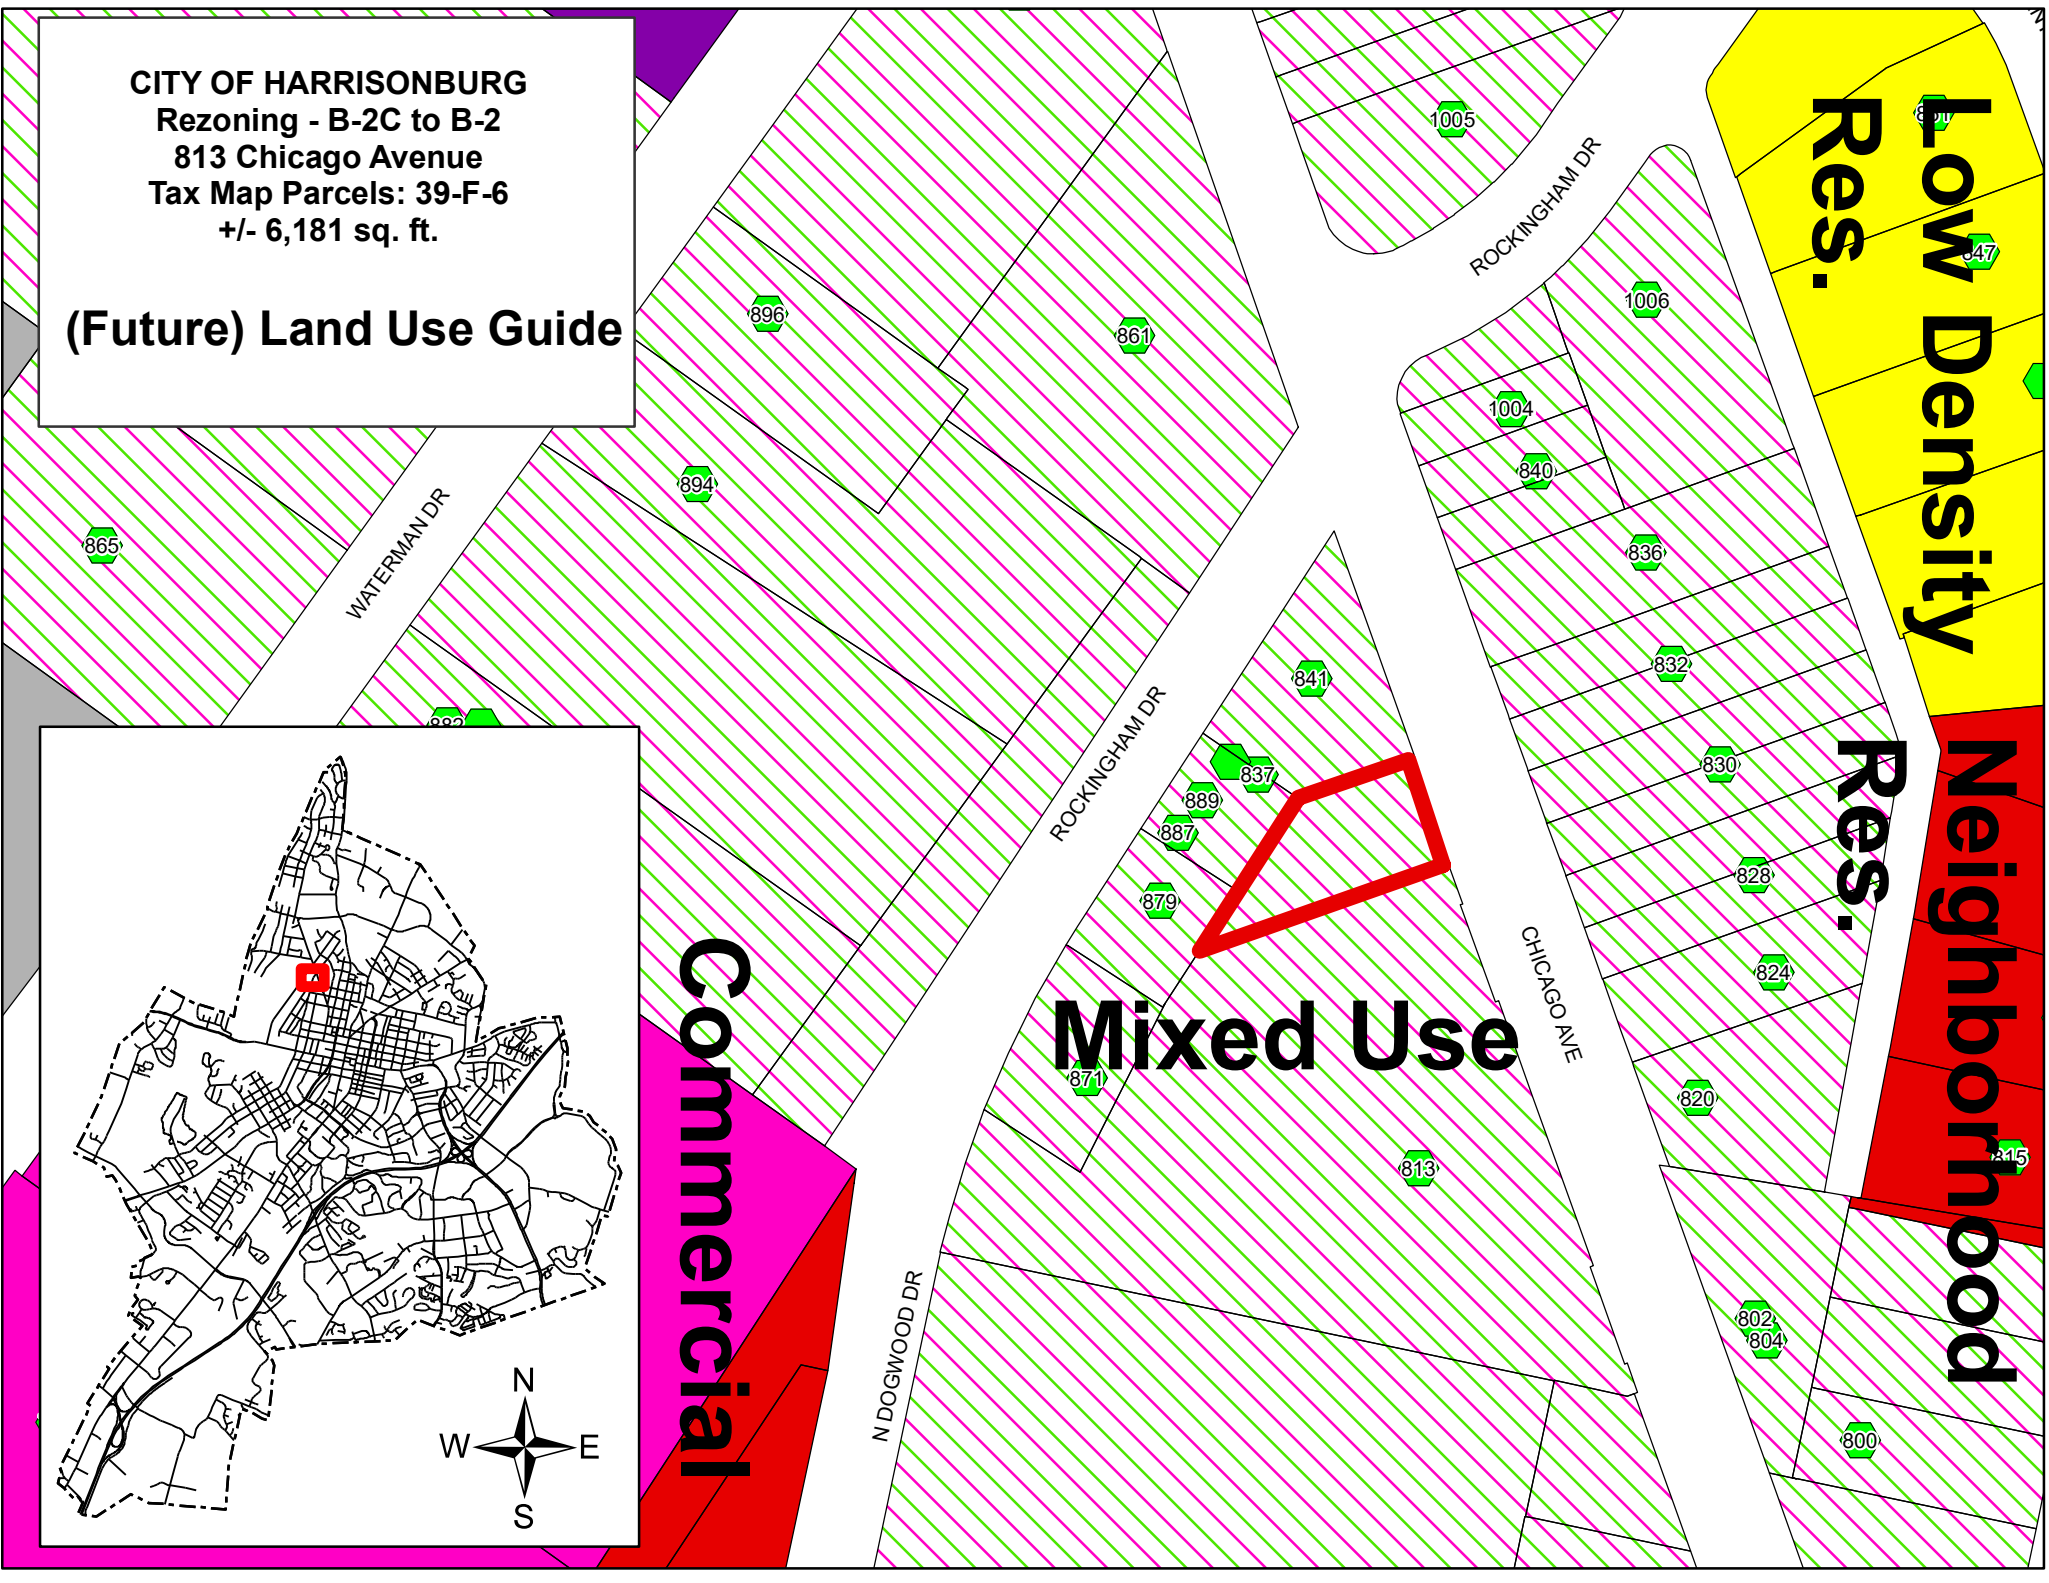 CITY OF HARRISONBURG
Rezoning - B-2C to B-2
813 Chicago Avenue
Tax Map Parcels: 39-F-6
+/- 6,181 sq. ft.
(Future) Land Use Guide
1005
ROCKINGHAM DR
Low Density
Res.
847
896
861
1006
1004
840
894
865
WATERMAN DR
836
832
841
882
ROCKINGHAM DR
837
889
887
879
830
828
824
Neighborhood
Res.
CHICAGO AVE
Mixed Use
Commercial
871
820
813
815
802
804
800
N DOGWOOD DR
N
W
E
S